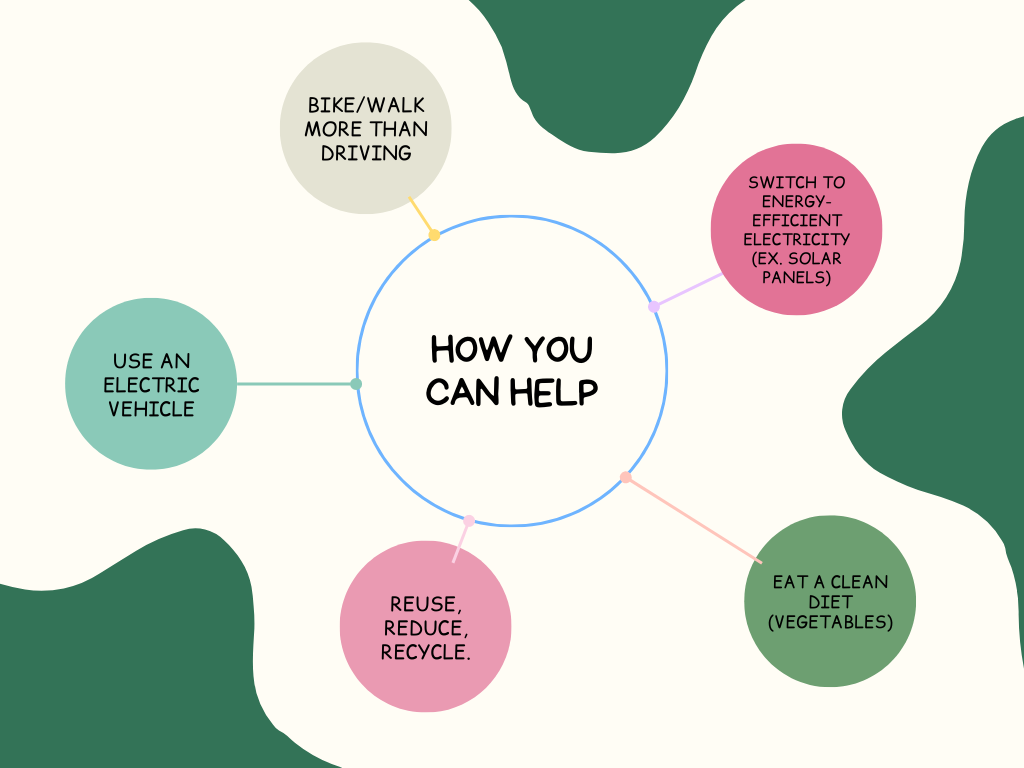 BIKE/WALK
MORE THAN
DRIVING
SWITCH TO
ENERGY-
EFFICIENT
ELECTRICITY
(EX. SOLAR
PANELS)
HOW YOU
CAN HELP
USE AN
ELECTRIC
VEHICLE
EAT A CLEAN
DIET
(VEGETABLES)
REUSE,
REDUCE,
RECYCLE.